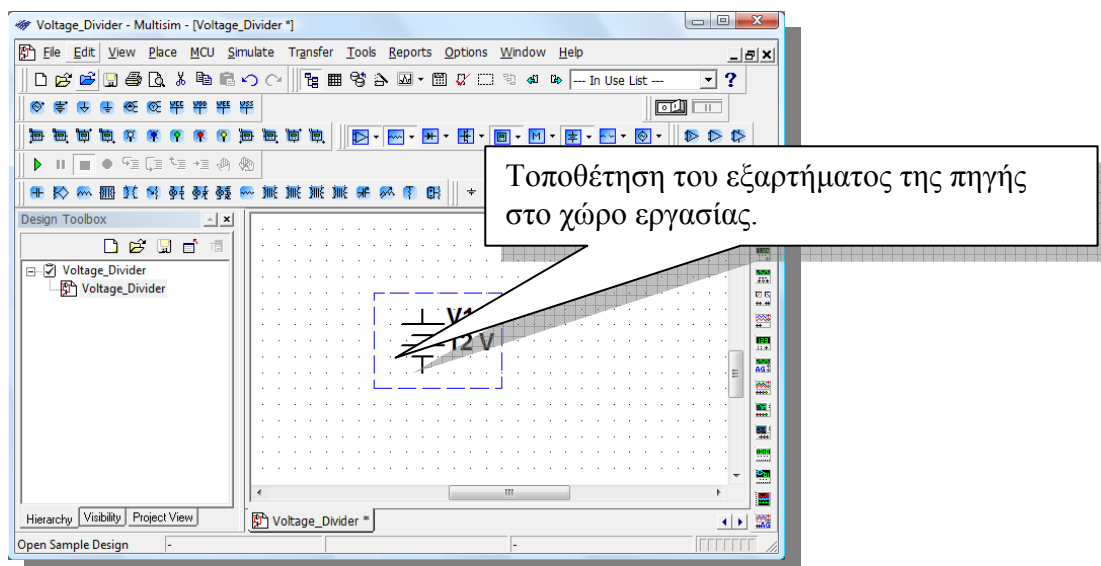 Voltage_Divider - Multisim - [Voltage_Divider *]
File Edit View Place MCU Simulate Transfer Tools Reports Options Window Help
--- In Use List ---
Τοποθέτηση του εξαρτήματος της πηγής
στο χώρο εργασίας.
Design Toolbox
Voltage_Divider
Voltage_Divider
V1
12 V
Hierarchy Visibility Project View
Voltage_Divider *
Open Sample Design - -